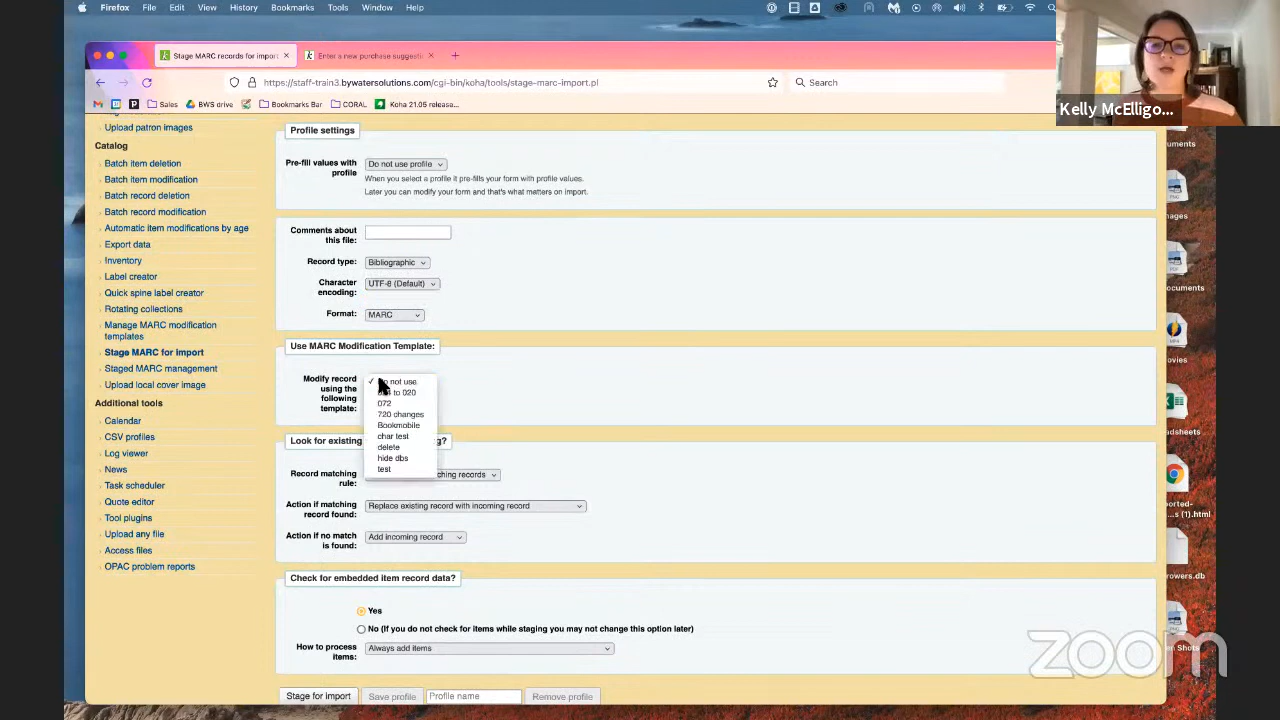 Firefox File Edit View History Bookmarks Tools Window Help
Stage MARC records for import
Enter a new purchase suggesti
https://staff-train3.bywatersolutions.com/cgi-bin/koha/tools/stage-marc-import.pl
Search
Kelly McElligo...
Sales
BWS drive
Bookmarks Bar
CORAL
Koha 21.05 release...
Upload patron images
Catalog
Batch item deletion
Batch item modification
Batch record deletion
Batch record modification
Automatic item modifications by age
Export data
Inventory
Label creator
Quick spine label creator
Rotating collections
Manage MARC modification
templates
Stage MARC for import
Staged MARC management
Upload local cover image
Additional tools
Calendar
CSV profiles
Log viewer
News
Task scheduler
Quote editor
Tool plugins
Upload any file
Access files
OPAC problem reports
Profile settings
Pre-fill values with
profile
Do not use profile
When you select a profile it pre-fills your form with profile values.
Later you can modify your form and that's what matters on import.
Comments about
this file:
Record type:
Bibliographic
Character
encoding:
UTF-8 (Default)
Format:
MARC
Use MARC Modification Template:
Modify record
using the
following
template:
not use
to 020
072
720 changes
Bookmobile
char test
delete
hide dbs
test
Look for existing
g?
Record matching
rule:
ching records
Action if matching
record found:
Replace existing record with incoming record
Action if no match
is found:
Add incoming record
Check for embedded item record data?
Yes
No (If you do not check for items while staging you may not change this option later)
How to process
items:
Always add items
Stage for import
Save profile
Profile name
Remove profile
cuments
ages
ocuments
ovies
eadsheets
orted-
...s (1).html
rowers.db
en Shots
zoom